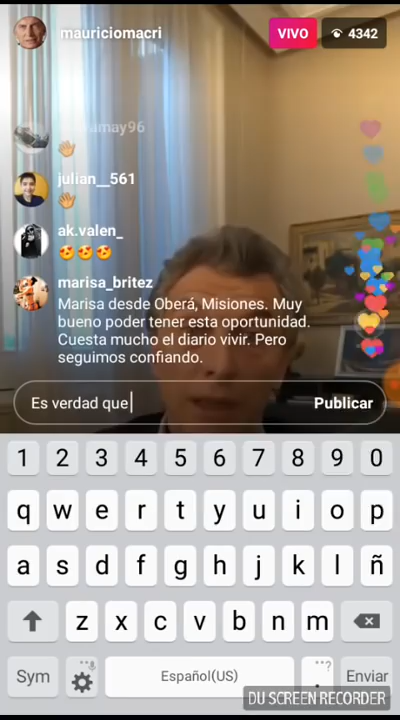 mauriciomacri
VIVO
4342
may96
julian__561
ak.valen_
marisa_britez
Marisa desde Oberá, Misiones. Muy
bueno poder tener esta oportunidad.
Cuesta mucho el diario vivir. Pero
seguimos confiando.
Es verdad que
Publicar
1 2 3 4 5 6 7 8 9 0
q w e r t y u i o p
a s d f g h j k l ñ
z x c v b n m
Sym
Español(US)
. ?
Enviar
DU SCREEN RECORDER